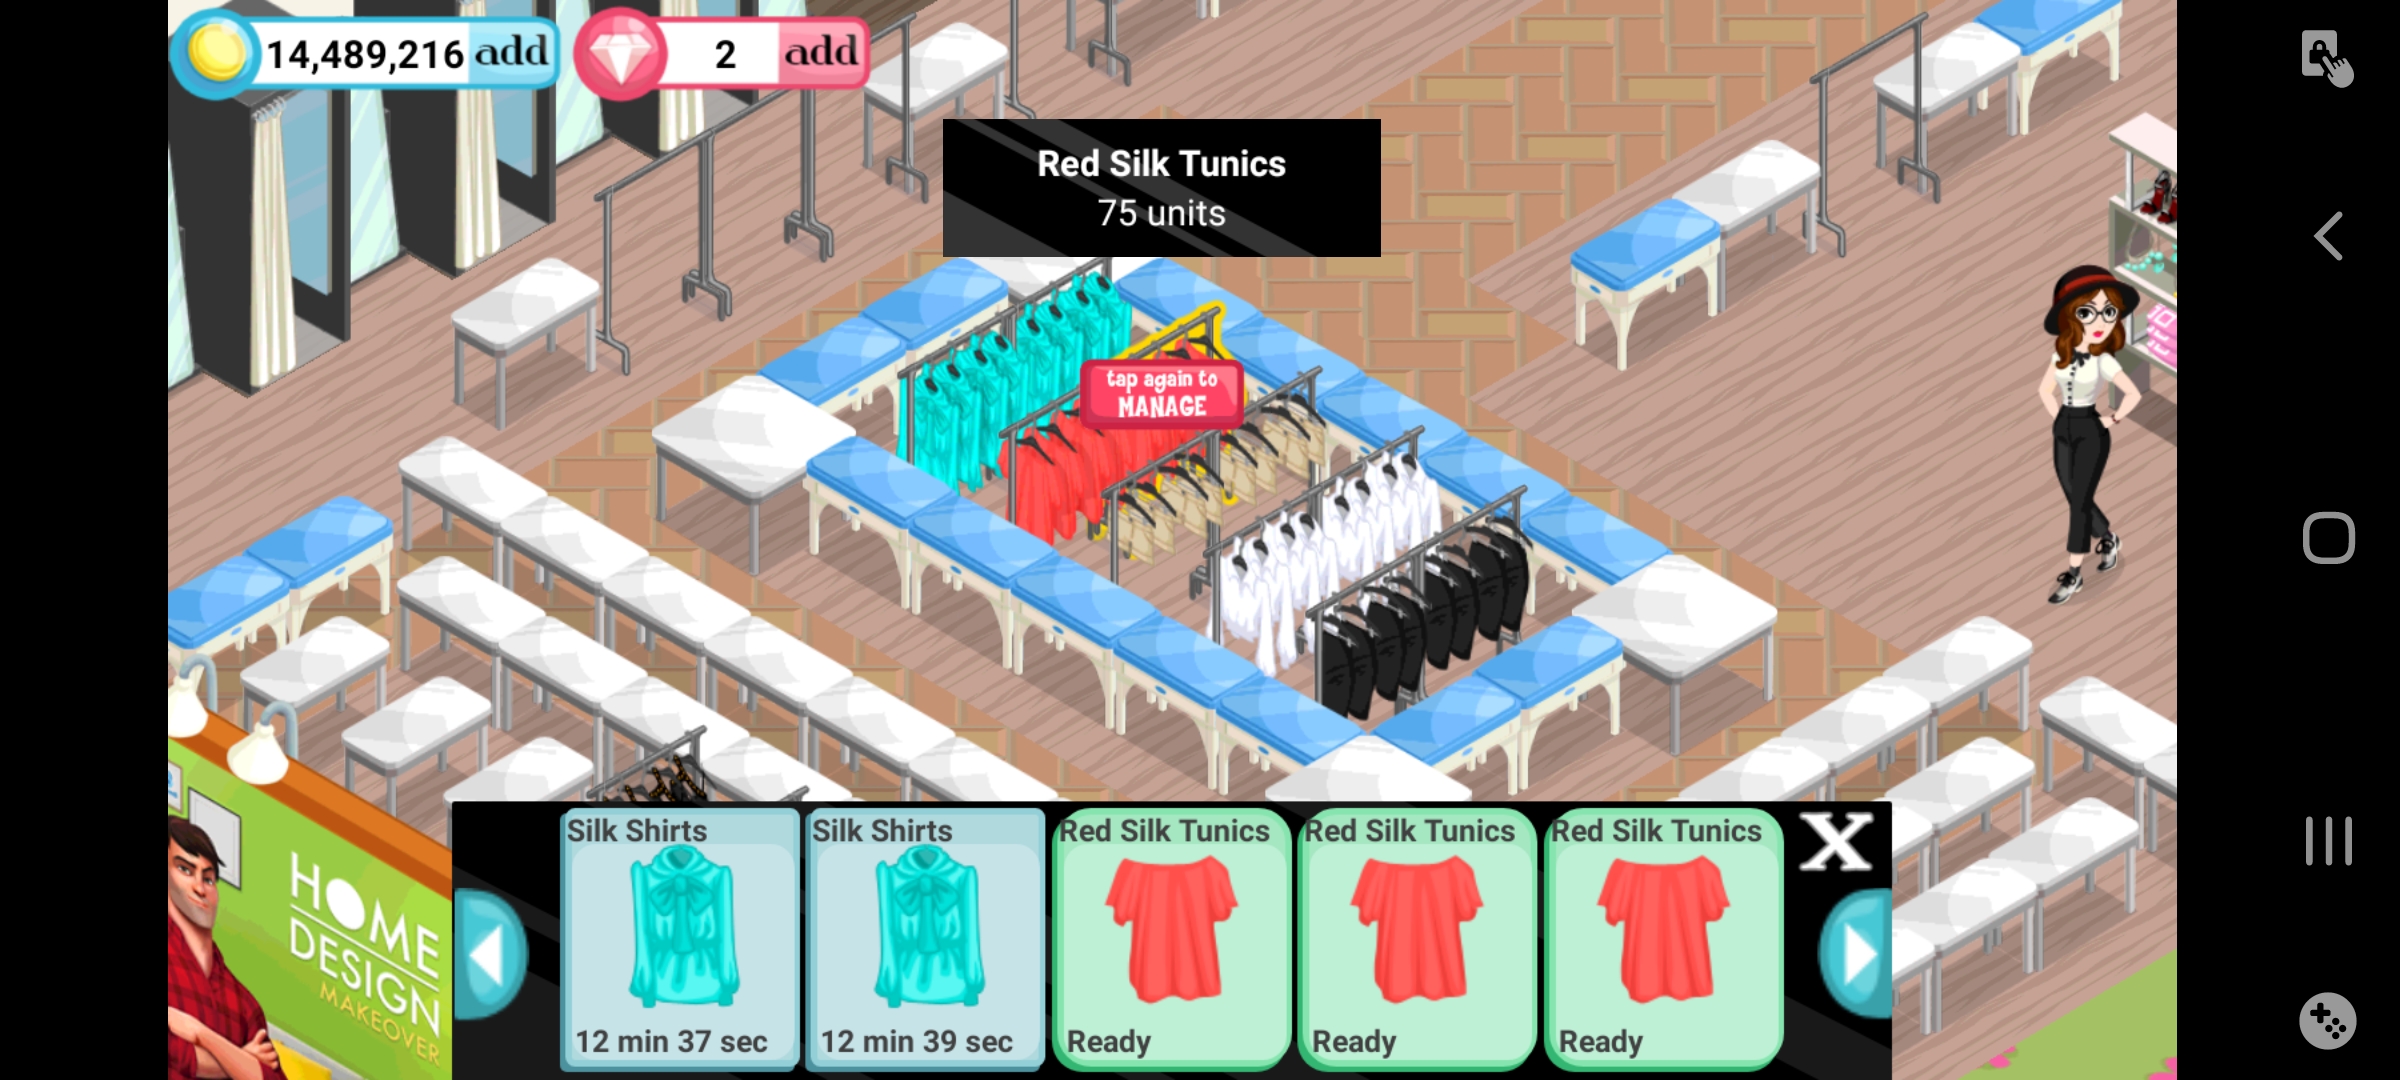 14,489,216 add
2 add
Red Silk Tunics
75 units
tap again to
MANAGE
Silk Shirts
12 min 37 sec
Silk Shirts
12 min 39 sec
Red Silk Tunics
Ready
Red Silk Tunics
Ready
Red Silk Tunics
Ready
X
HOME
DESIGN
MAKEOVER